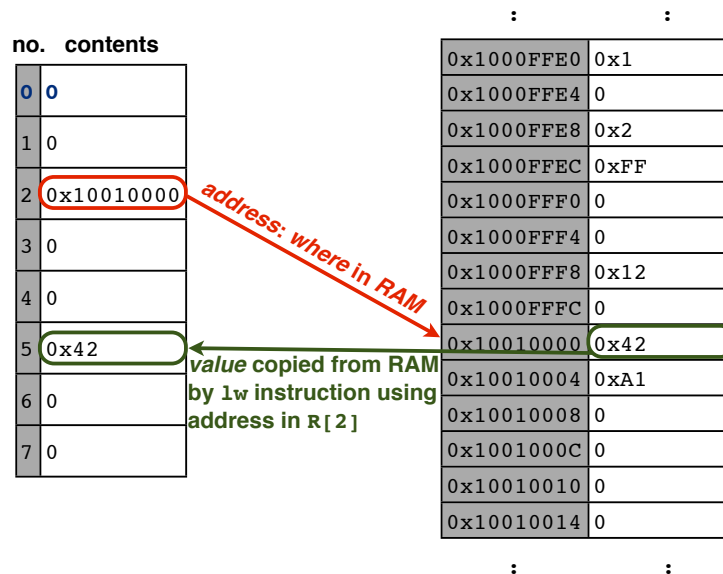 no. contents
0 0
1 0
2 0x10010000
3 0
4 0
5 0x42
6 0
7 0
address: where in RAM
value copied from RAM
by lw instruction using
address in R[2]
: :
0x1000FFE0 0x1
0x1000FFE4 0
0x1000FFE8 0x2
0x1000FFEC 0xFF
0x1000FFF0 0
0x1000FFF4 0
0x1000FFF8 0x12
0x1000FFFC 0
0x10010000 0x42
0x10010004 0xA1
0x10010008 0
0x1001000C 0
0x10010010 0
0x10010014 0
: :